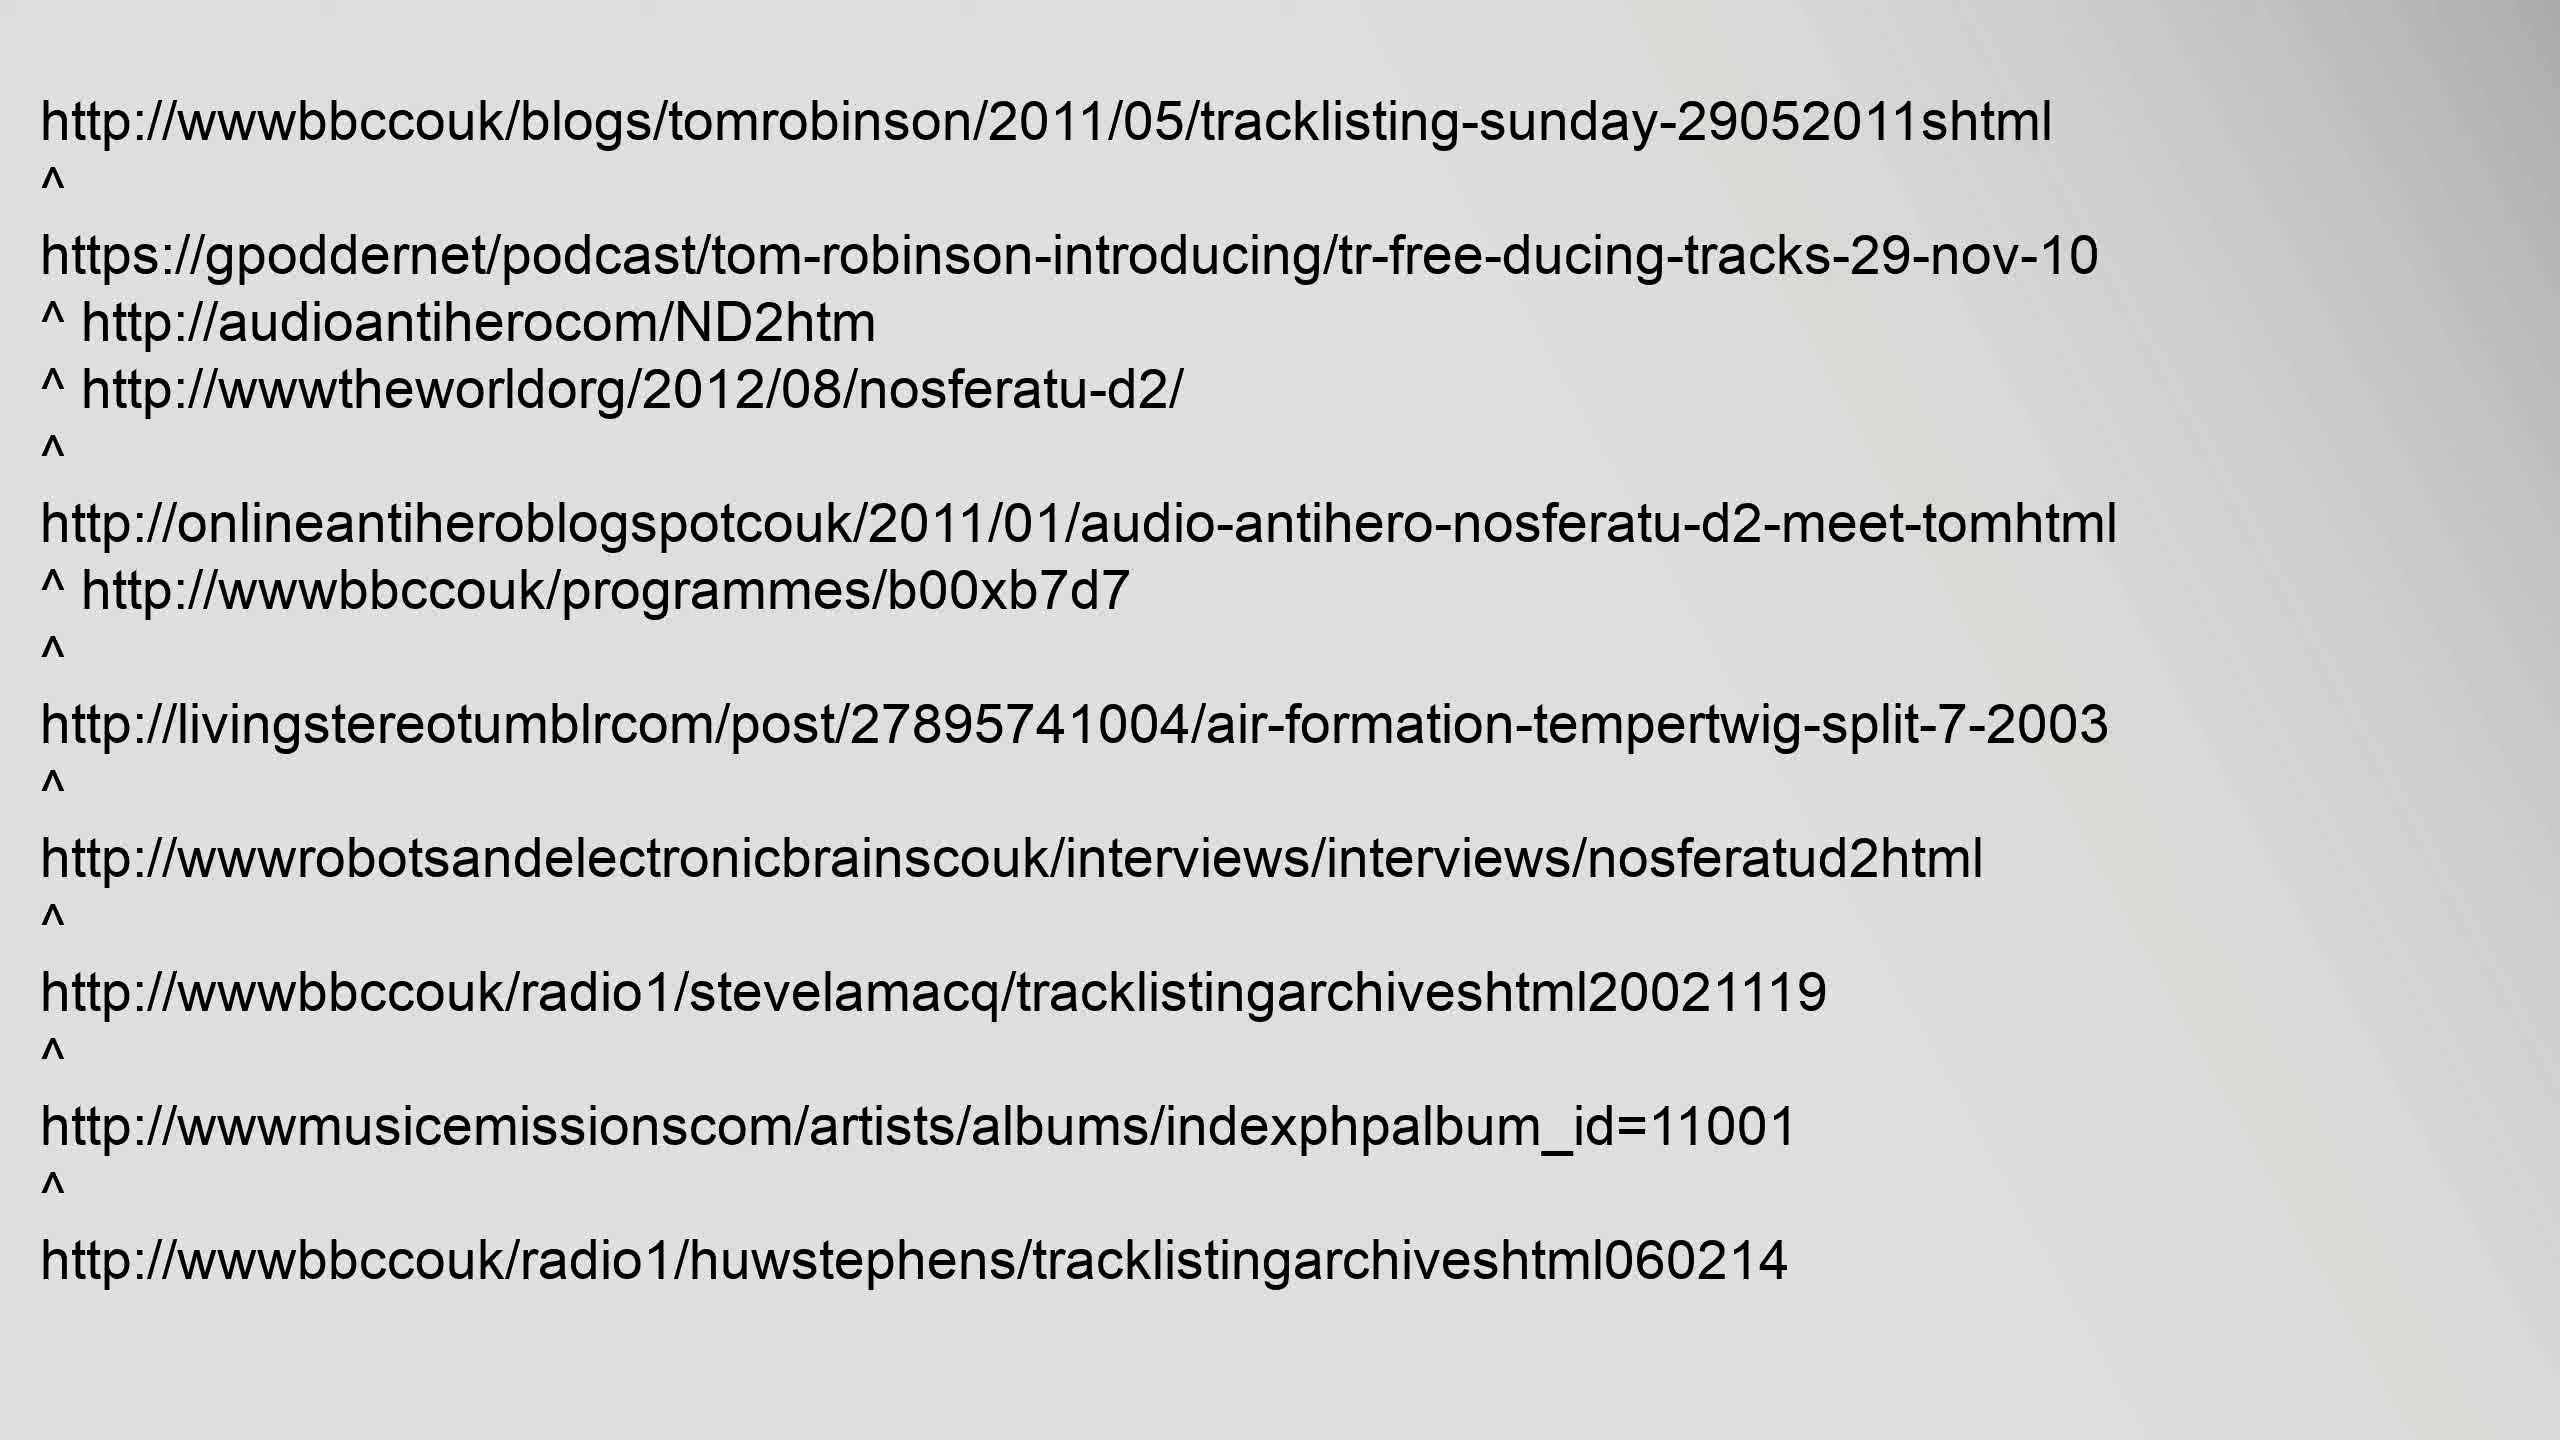 http://wwwbbccouk/blogs/tomrobinson/2011/05/tracklisting-sunday-29052011shtml
^
https://gpoddernet/podcast/tom-robinson-introducing/tr-free-ducing-tracks-29-nov-10
^ http://audioantiherocom/ND2htm
^ http://wwwtheworldorg/2012/08/nosferatu-d2/
^
http://onlineantiheroblogspotcouk/2011/01/audio-antihero-nosferatu-d2-meet-tomhtml
^ http://wwwbbccouk/programmes/b00xb7d7
^
http://livingstereotumblrcom/post/27895741004/air-formation-tempertwig-split-7-2003
^
http://wwwrobotsandelectronicbrainscouk/interviews/interviews/nosferatud2html
^
http://wwwbbccouk/radio1/stevelamacq/tracklistingarchiveshtml20021119
^
http://wwwmusicemissionscom/artists/albums/indexphpalbum_id=11001
^
http://wwwbbccouk/radio1/huwstephens/tracklistingarchiveshtml060214